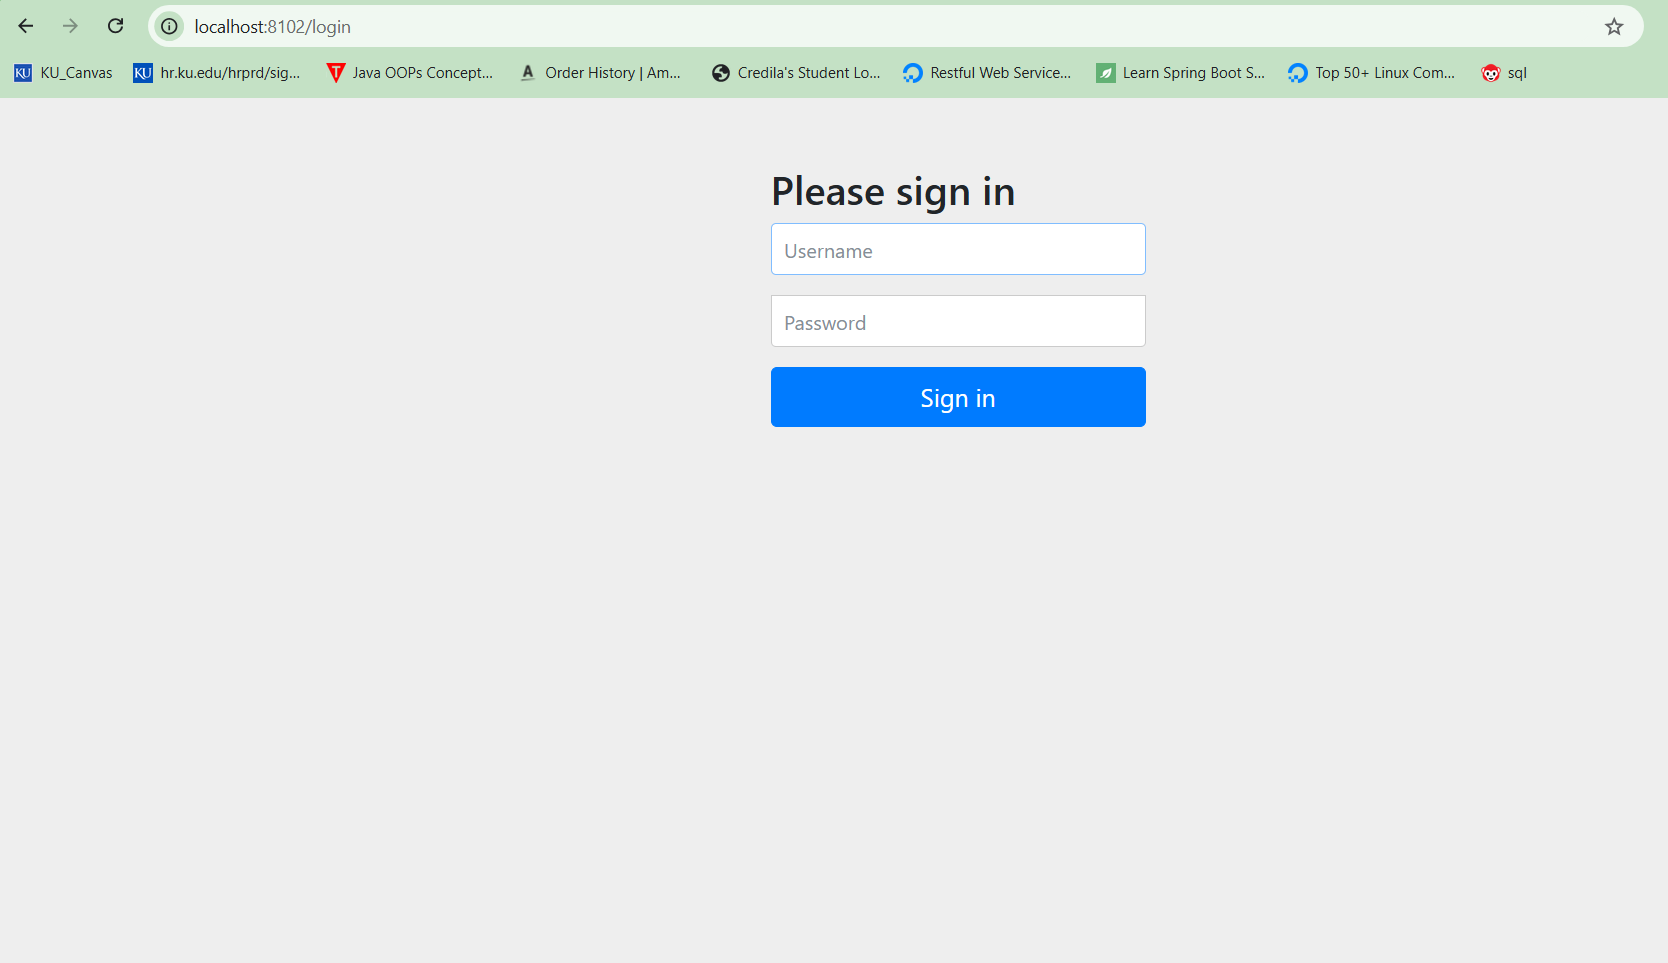 localhost:8102/login
KU KU_Canvas KU hr.ku.edu/hrprd/sig... T Java OOPs Concept... A Order History | Am... Credila's Student Lo... Restful Web Service... Learn Spring Boot S... Top 50+ Linux Com... sql
Please sign in
Username
Password
Sign in